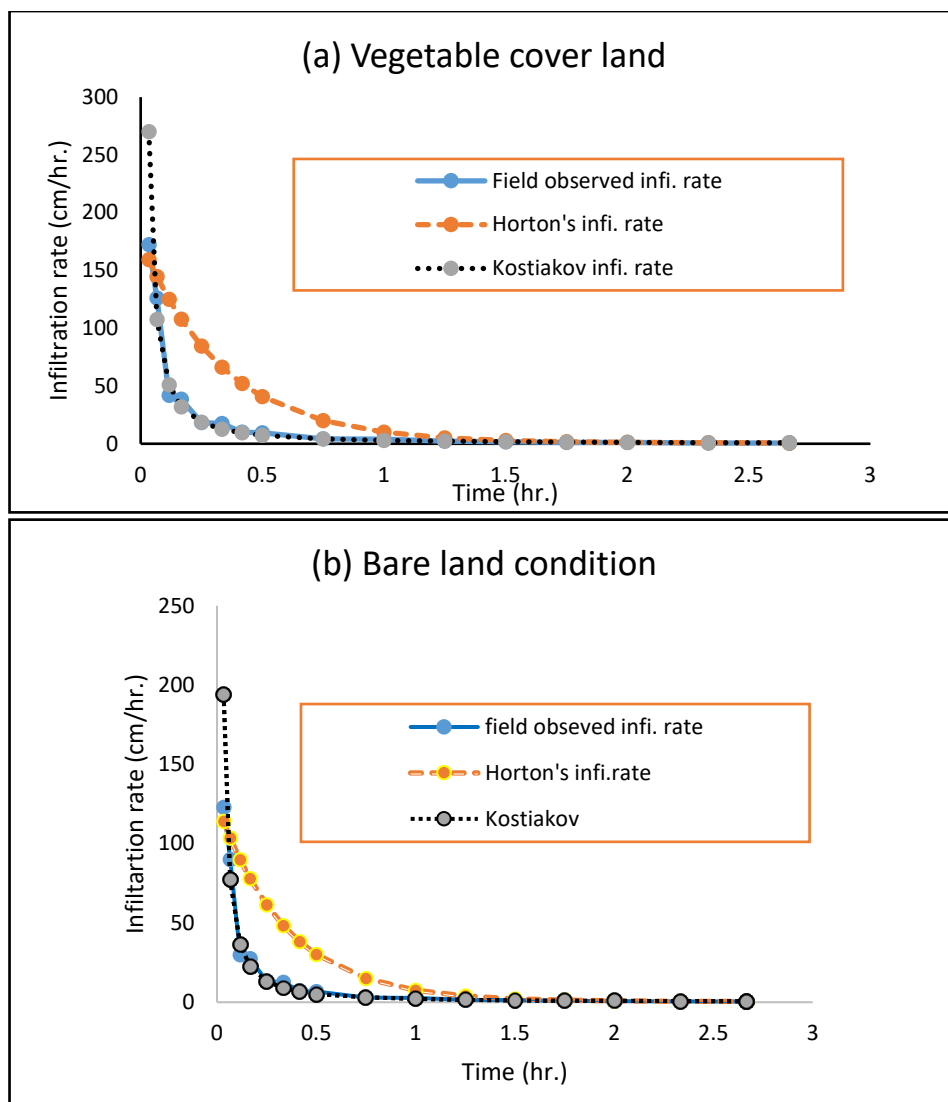 (a) Vegetable cover land
300
250
200
150
100
50
0
Infiltration rate (cm/hr.)
Field observed infi. rate
Horton's infi. rate
Kostiakov infi. rate
0 0.5 1 1.5 2 2.5 3
Time (hr.)
(b) Bare land condition
250
200
150
100
50
0
Infiltartion rate (cm/hr.)
field obseved infi. rate
Horton's infi.rate
Kostiakov
0 0.5 1 1.5 2 2.5 3
Time (hr.)